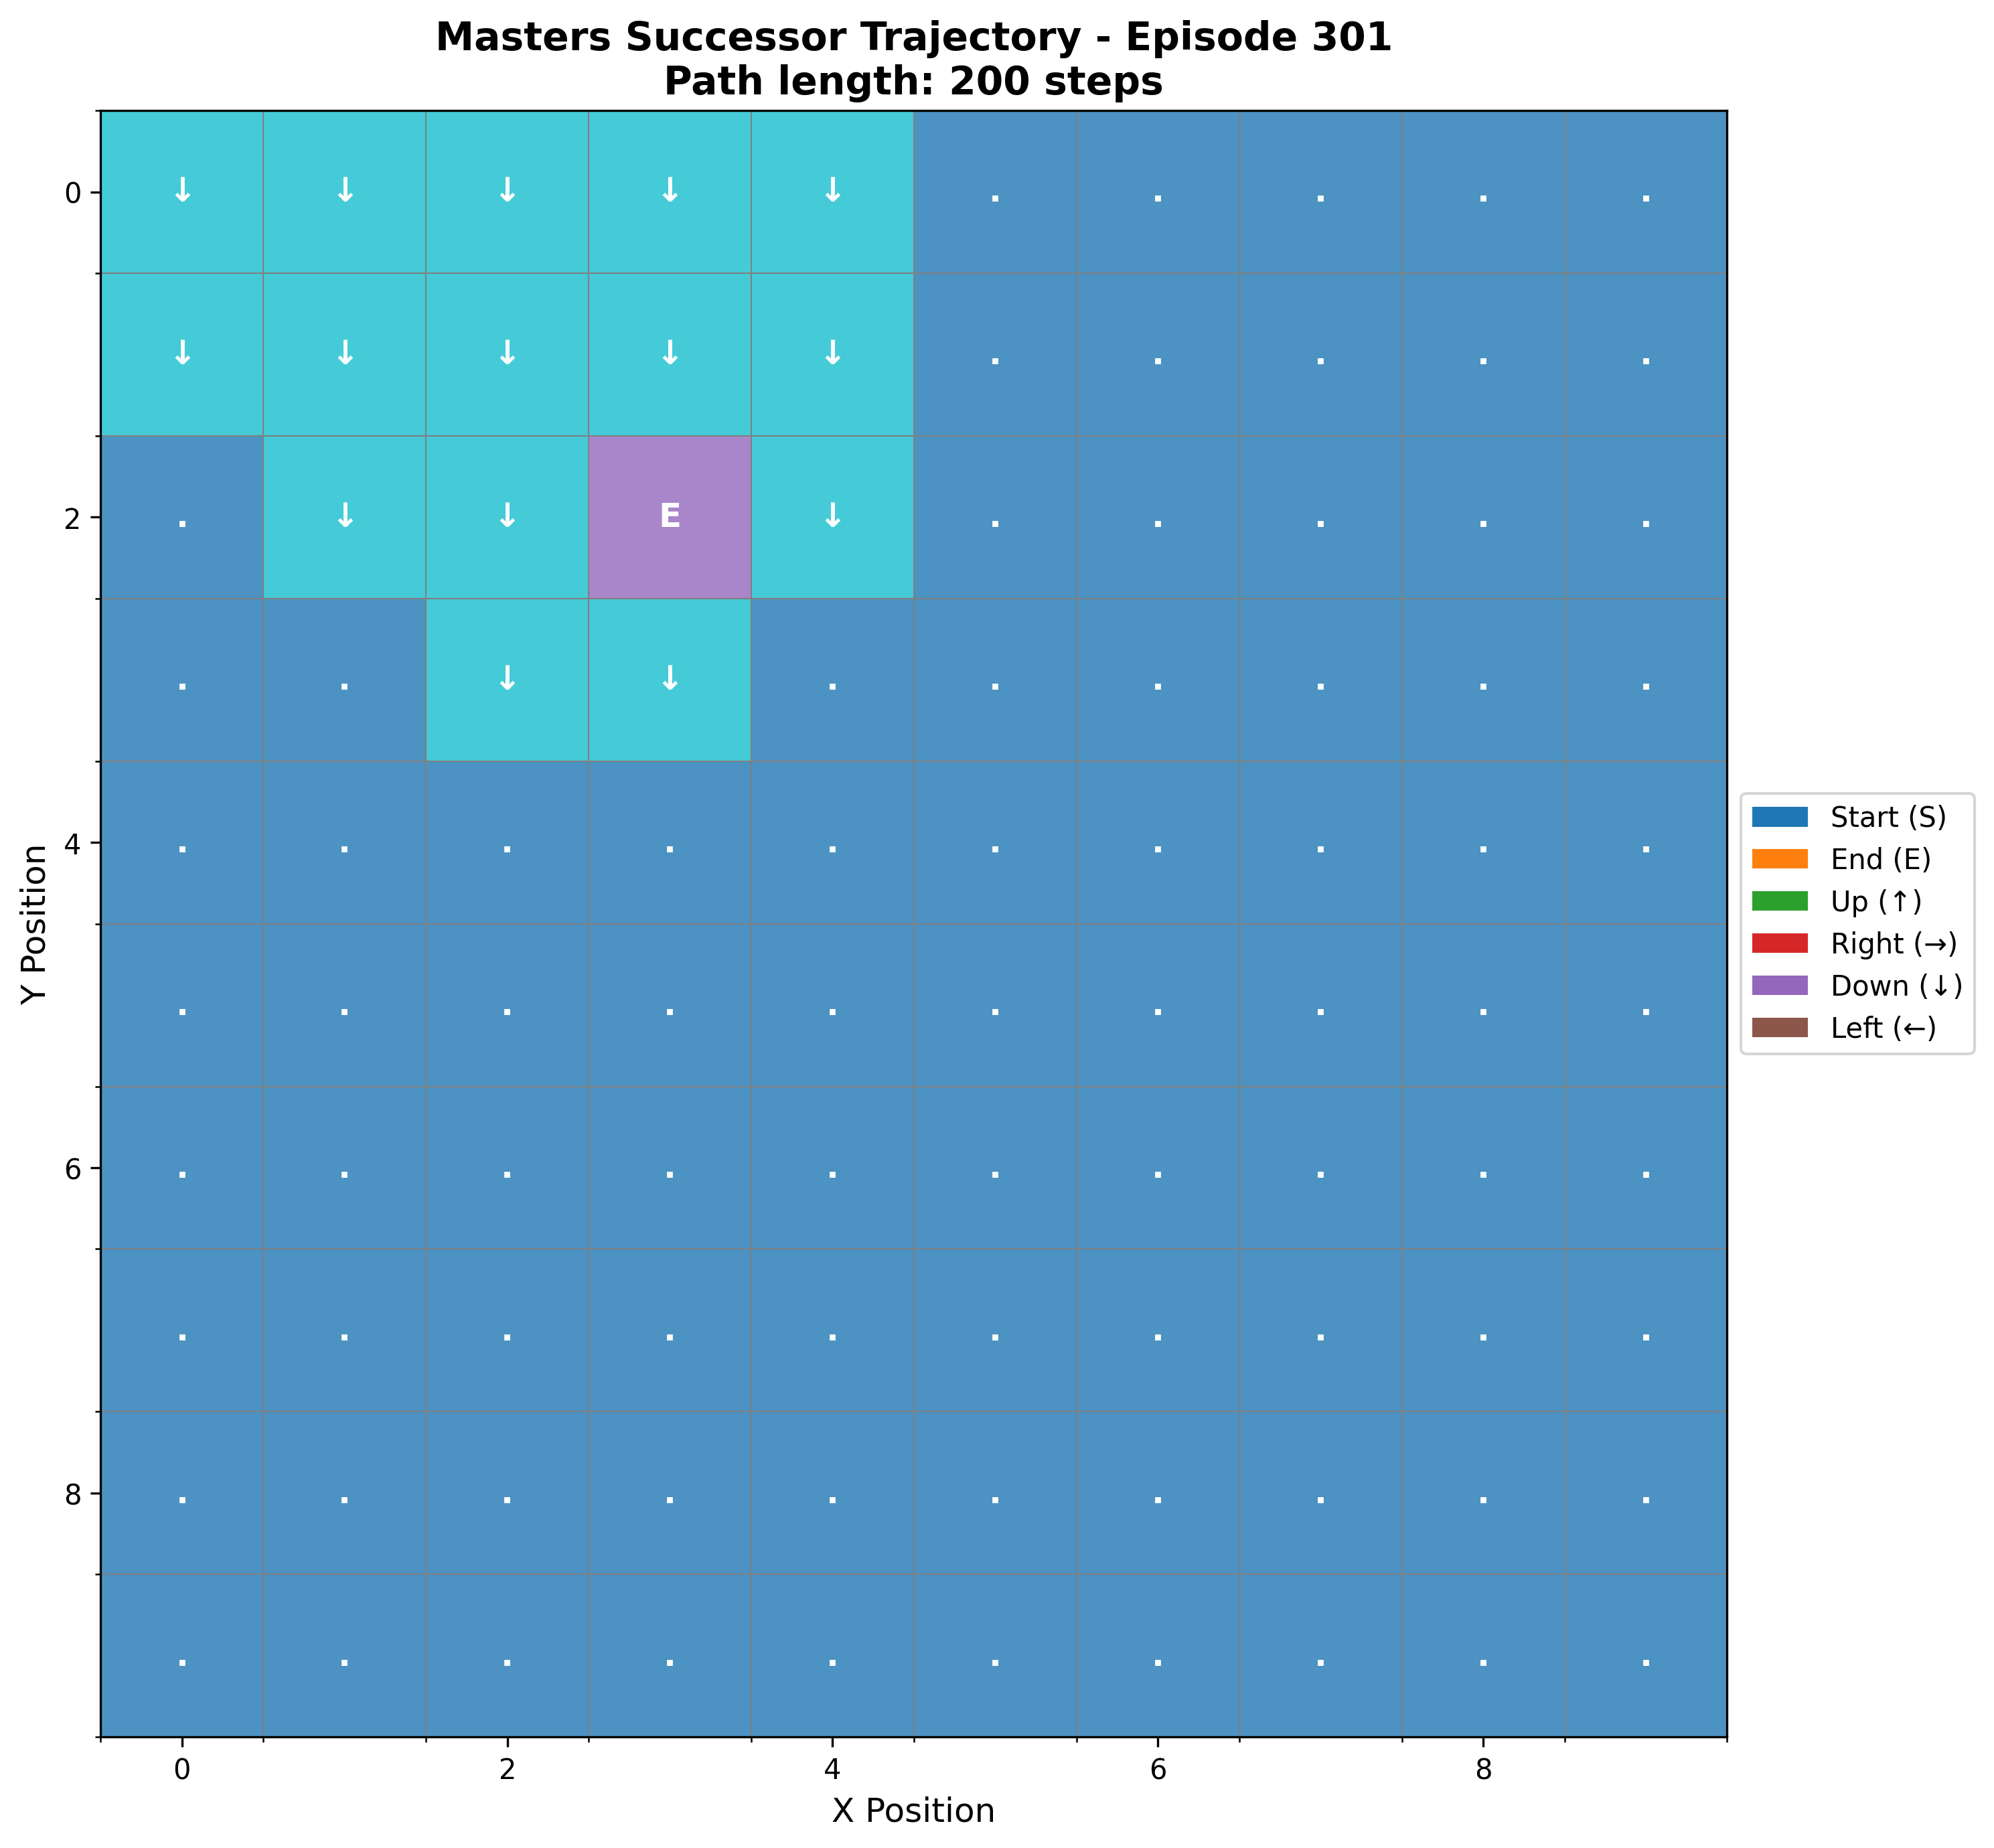 Masters Successor Trajectory - Episode 301
Path length: 200 steps
0 ↓ ↓ ↓ ↓ ↓ . . . . .
↓ ↓ ↓ ↓ ↓ . . . . .
2 . ↓ ↓ E ↓ . . . . .
. . ↓ ↓ . . . . . .
4 . . . . . . . . . .
. . . . . . . . . .
6 . . . . . . . . . .
. . . . . . . . . .
8 . . . . . . . . . .
. . . . . . . . . .
0 2 4 6 8
X Position
Y Position
Start (S)
End (E)
Up (↑)
Right (→)
Down (↓)
Left (←)